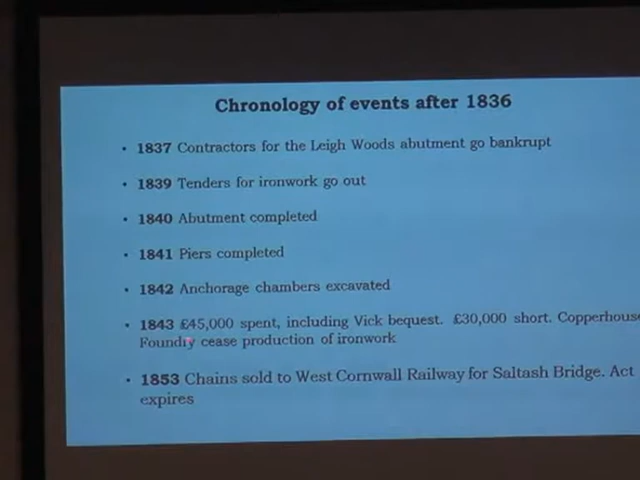 Chronology of events after 1836
• 1837 Contractors for the Leigh Woods abutment go bankrupt
• 1839 Tenders for ironwork go out
• 1840 Abutment completed
• 1841 Piers completed
• 1842 Anchorage chambers excavated
• 1843 £45,000 spent, including Vick bequest. £30,000 short. Copperhouse
Foundry cease production of ironwork
• 1853 Chains sold to West Cornwall Railway for Saltash Bridge. Act
expires